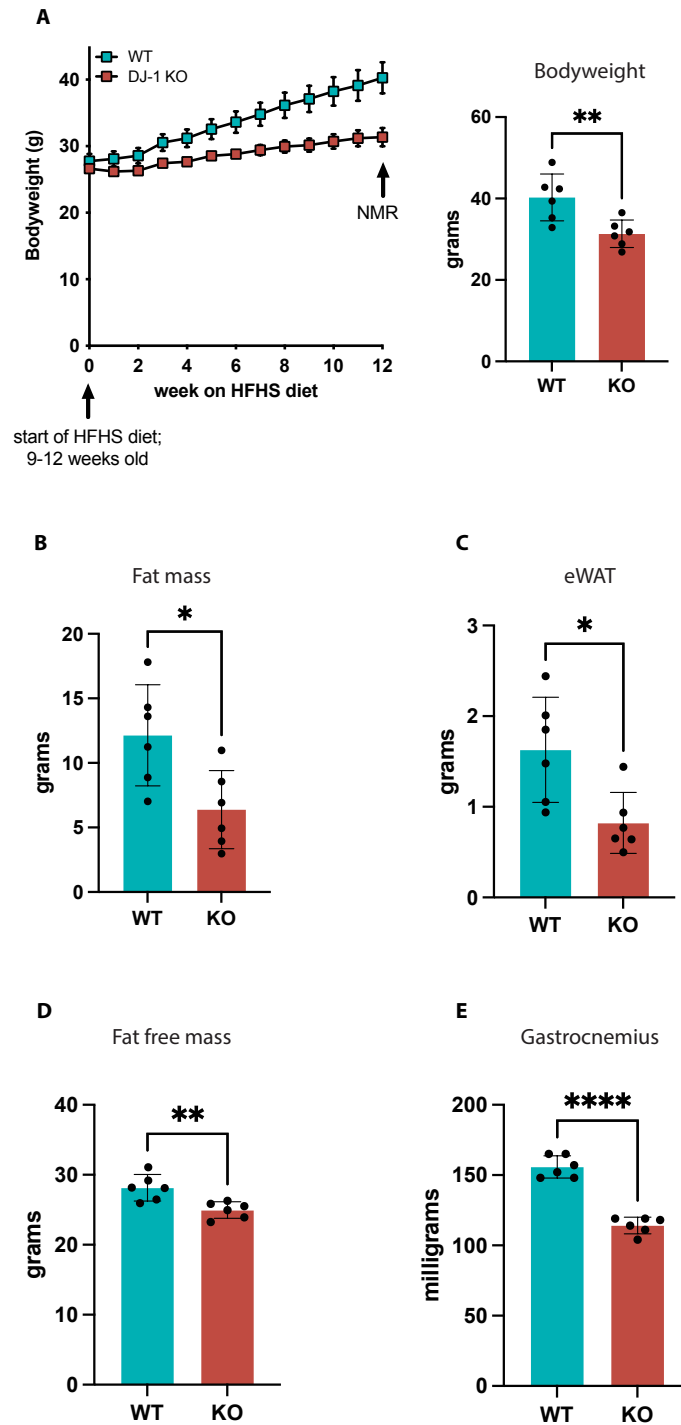 A
WT
DJ-1 KO
Bodyweight (g)
40
30
20
10
0
0 2 4 6 8 10 12
week on HFHS diet
NMR
start of HFHS diet;
9-12 weeks old
Bodyweight
**
grams
60
40
20
0
WT KO
B
Fat mass
*
grams
20
15
10
5
0
WT KO
C
eWAT
*
grams
3
2
1
0
WT KO
D
Fat free mass
**
grams
40
30
20
10
0
WT KO
E
Gastrocnemius
****
milligrams
200
150
100
50
0
WT KO